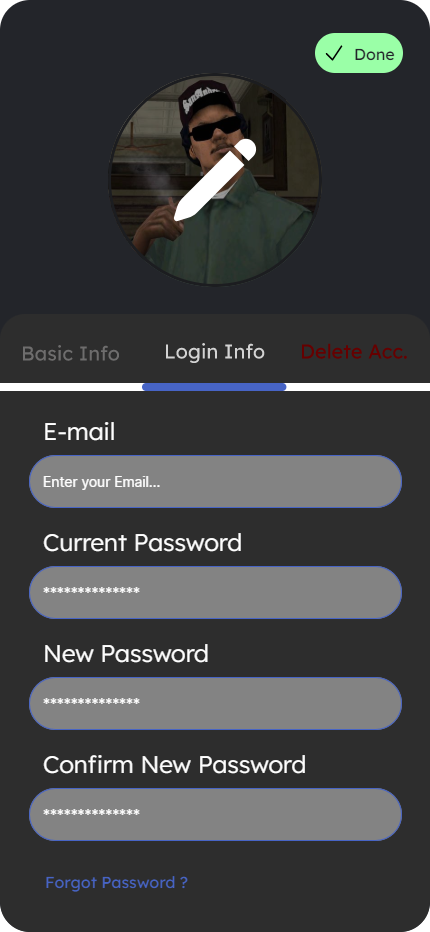 Done
Basic Info
Login Info
Delete Acc.
E-mail
Enter your Email...
Current Password
**************
New Password
**************
Confirm New Password
**************
Forgot Password ?